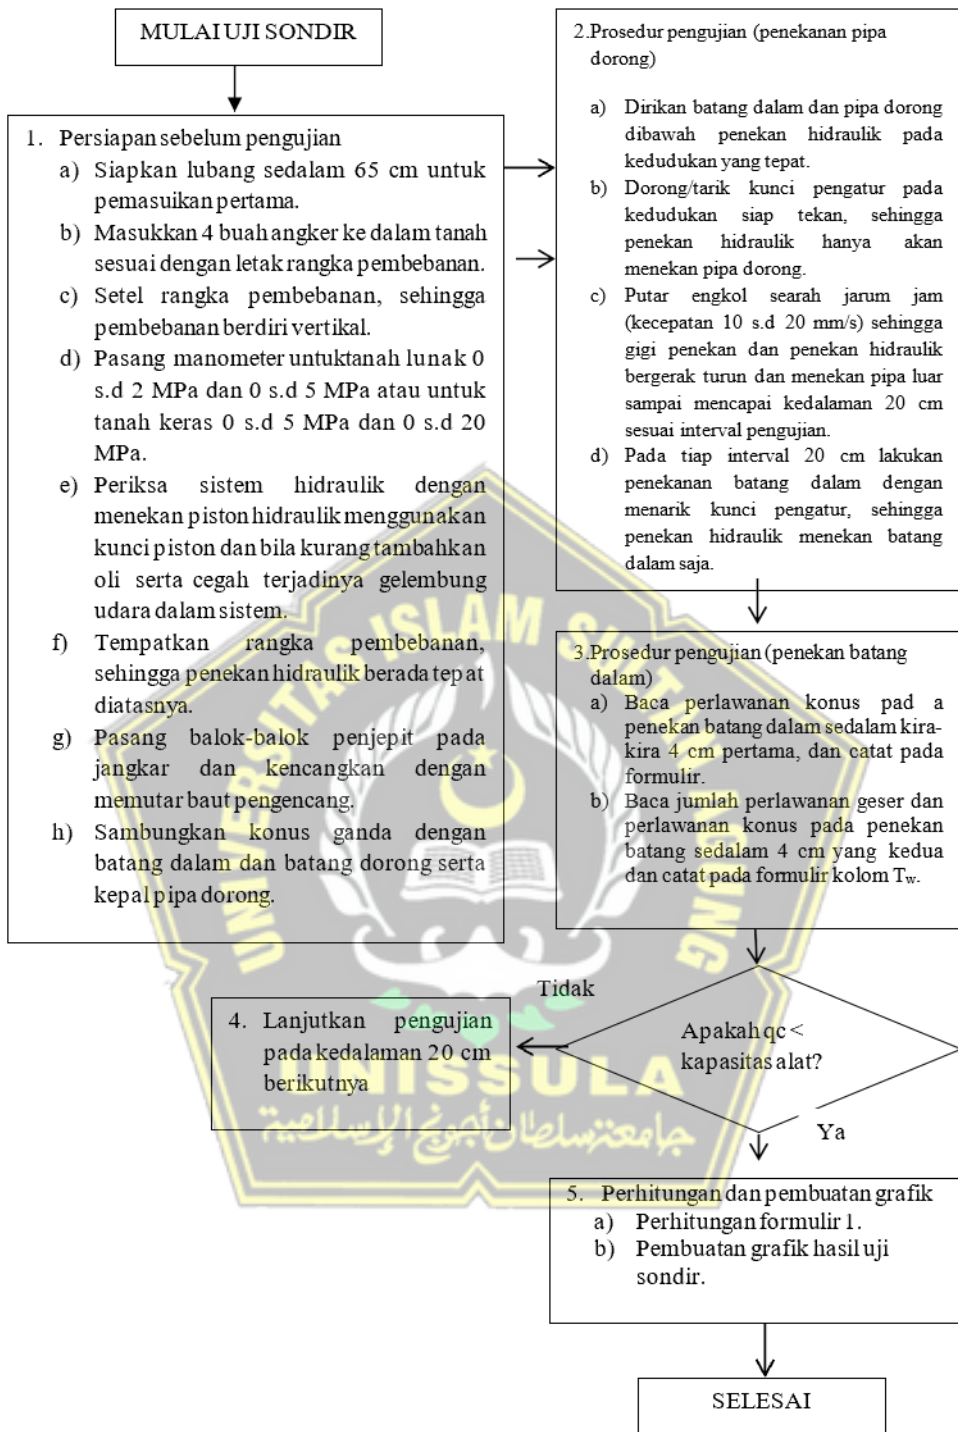 MULAI UJI SONDIR
1. Persiapan sebelum pengujian
a) Siapkan lubang sedalam 65 cm untuk
pemasuikan pertama.
b) Masukkan 4 buah angker ke dalam tanah
sesuai dengan letak rangka pembebanan.
c) Setel rangka pembebanan, sehingga
pembebanan berdiri vertikal.
d) Pasang manometer untuktanah lunak 0
s.d 2 MPa dan 0 s.d 5 MPa atau untuk
tanah keras 0 s.d 5 MPa dan 0 s.d 20
MPa.
e) Periksa sistem hidraulik dengan
menekan piston hidraulik menggunakan
kunci piston dan bila kurang tambahkan
oli serta cegah terjadinya gelembung
udara dalam sistem.
f) Tempatkan rangka pembebanan,
sehingga penekan hidraulik berada tepat
diatasnya.
g) Pasang balok-balok penjepit pada
jangkar dan kencangkan dengan
memutar baut pengencang.
h) Sambungkan konus ganda dengan
batang dalam dan batang dorong serta
kepal pipa dorong.
2.Prosedur pengujian (penekanan pipa
dorong)
a) Dirikan batang dalam dan pipa dorong
dibawah penekan hidraulik pada
kedudukan yang tepat.
b) Dorong/tarik kunci pengatur pada
kedudukan siap tekan, sehingga
penekan hidraulik hanya akan
menekan pipa dorong.
c) Putar engkol searah jarum jam
(kecepatan 10 s.d 20 mm/s) sehingga
gigi penekan dan penekan hidraulik
bergerak turun dan menekan pipa luar
sampai mencapai kedalaman 20 cm
sesuai interval pengujian.
d) Pada tiap interval 20 cm lakukan
penekanan batang dalam dengan
menarik kunci pengatur, sehingga
penekan hidraulik menekan batang
dalam saja.
3.Prosedur pengujian (penekan batang
dalam)
a) Baca perlawanan konus pad a
penekan batang dalam sedalam kira-
kira 4 cm pertama, dan catat pada
formulir.
b) Baca jumlah perlawanan geser dan
perlawanan konus pada penekan
batang sedalam 4 cm yang kedua
dan catat pada formulir kolom Tw.
Apakah qc <
kapasitas alat?
Tidak
4. Lanjutkan pengujian
pada kedalaman 20 cm
berikutnya
Ya
5. Perhitungan dan pembuatan grafik
a) Perhitungan formulir 1.
b) Pembuatan grafik hasil uji
sondir.
SELESAI
UNIVERSITAS ISLAM SULTAN AGUNG
UNISSULA
جامعة سلطان أجونج الإسلامية